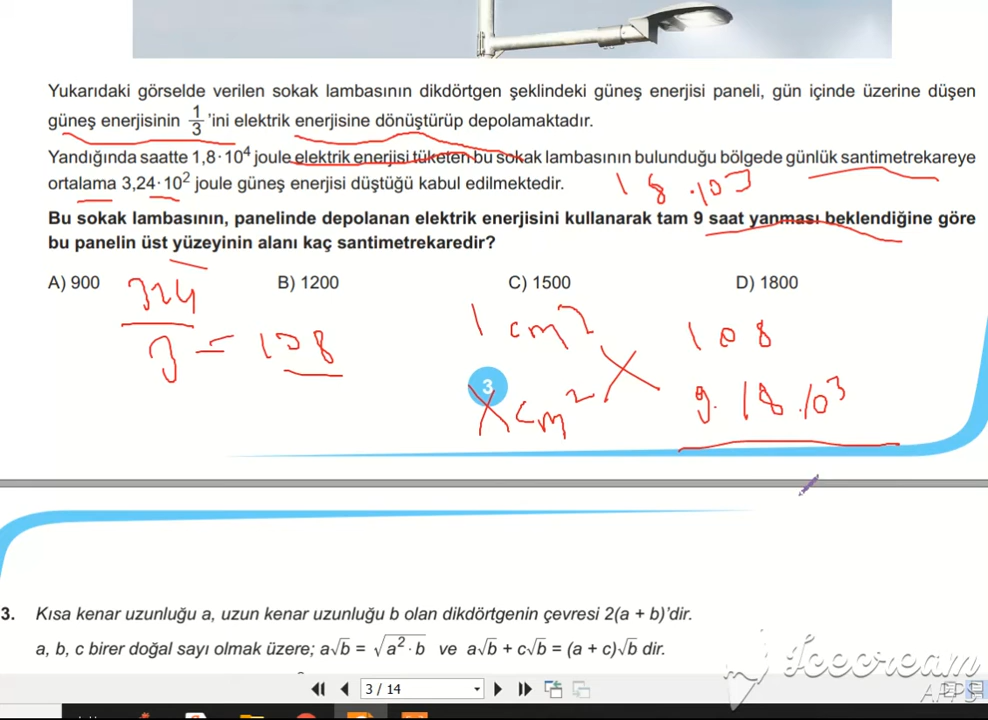 Yukarıdaki görselde verilen sokak lambasının dikdörtgen şeklindeki güneş enerjisi paneli, gün içinde üzerine düşen
güneş enerjisinin 1/3 'ini elektrik enerjisine dönüştürüp depolamaktadır.
Yandığında saatte 1,8·10⁴ joule elektrik enerjisi tüketen bu sokak lambasının bulunduğu bölgede günlük santimetrekareye
ortalama 3,24·10² joule güneş enerjisi düştüğü kabul edilmektedir.
18·10³
Bu sokak lambasının, panelinde depolanan elektrik enerjisini kullanarak tam 9 saat yanması beklendiğine göre
bu panelin üst yüzeyinin alanı kaç santimetrekaredir?
A) 900 B) 1200 C) 1500 D) 1800
324/3 = 108
1 cm² 108
3
X cm² 9·18·10³
3. Kısa kenar uzunluğu a, uzun kenar uzunluğu b olan dikdörtgenin çevresi 2(a + b)'dir.
a, b, c birer doğal sayı olmak üzere; a√b = √a²·b ve a√b + c√b = (a + c)√b dir.
Icecream
APPS
3 / 14